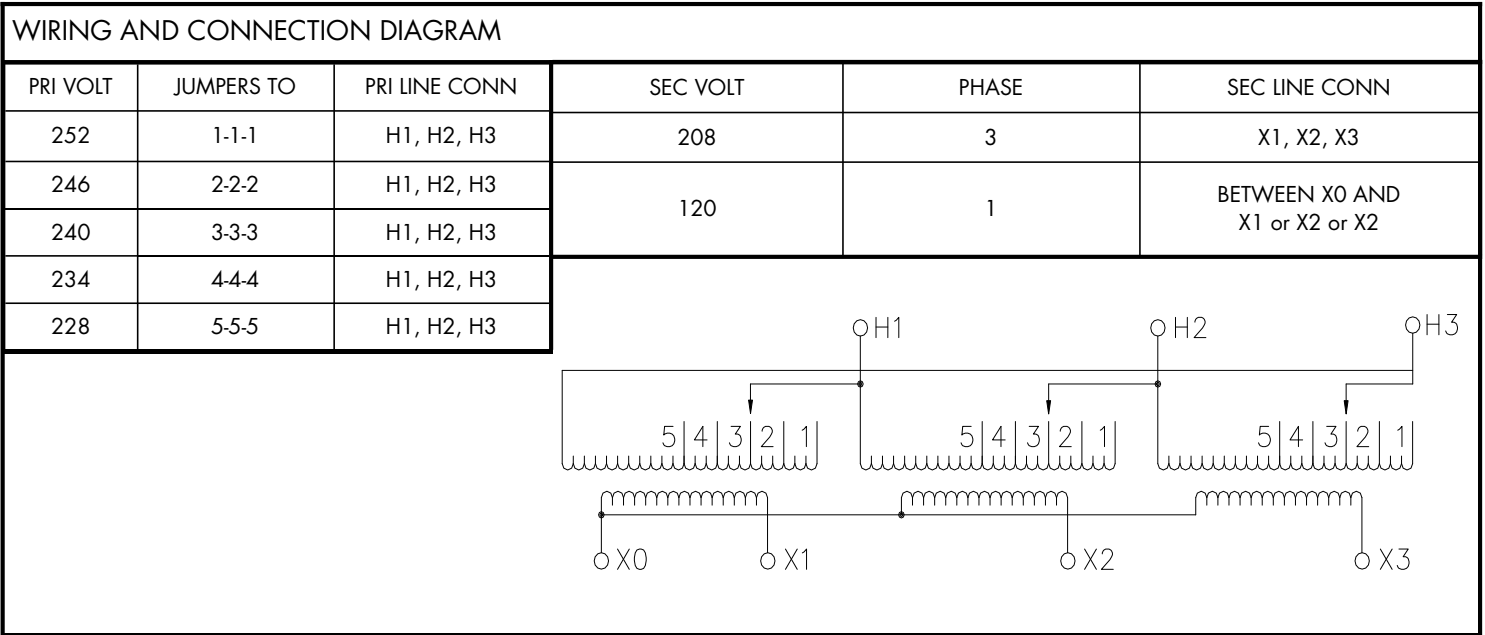 WIRING AND CONNECTION DIAGRAM
PRI VOLT JUMPERS TO PRI LINE CONN SEC VOLT PHASE SEC LINE CONN
252 1-1-1 H1, H2, H3 208 3 X1, X2, X3
246 2-2-2 H1, H2, H3
120 1 BETWEEN X0 AND
X1 or X2 or X2
240 3-3-3 H1, H2, H3
234 4-4-4 H1, H2, H3
228 5-5-5 H1, H2, H3
H1 H2 H3
5 4 3 2 1 5 4 3 2 1 5 4 3 2 1
X0 X1 X2 X3